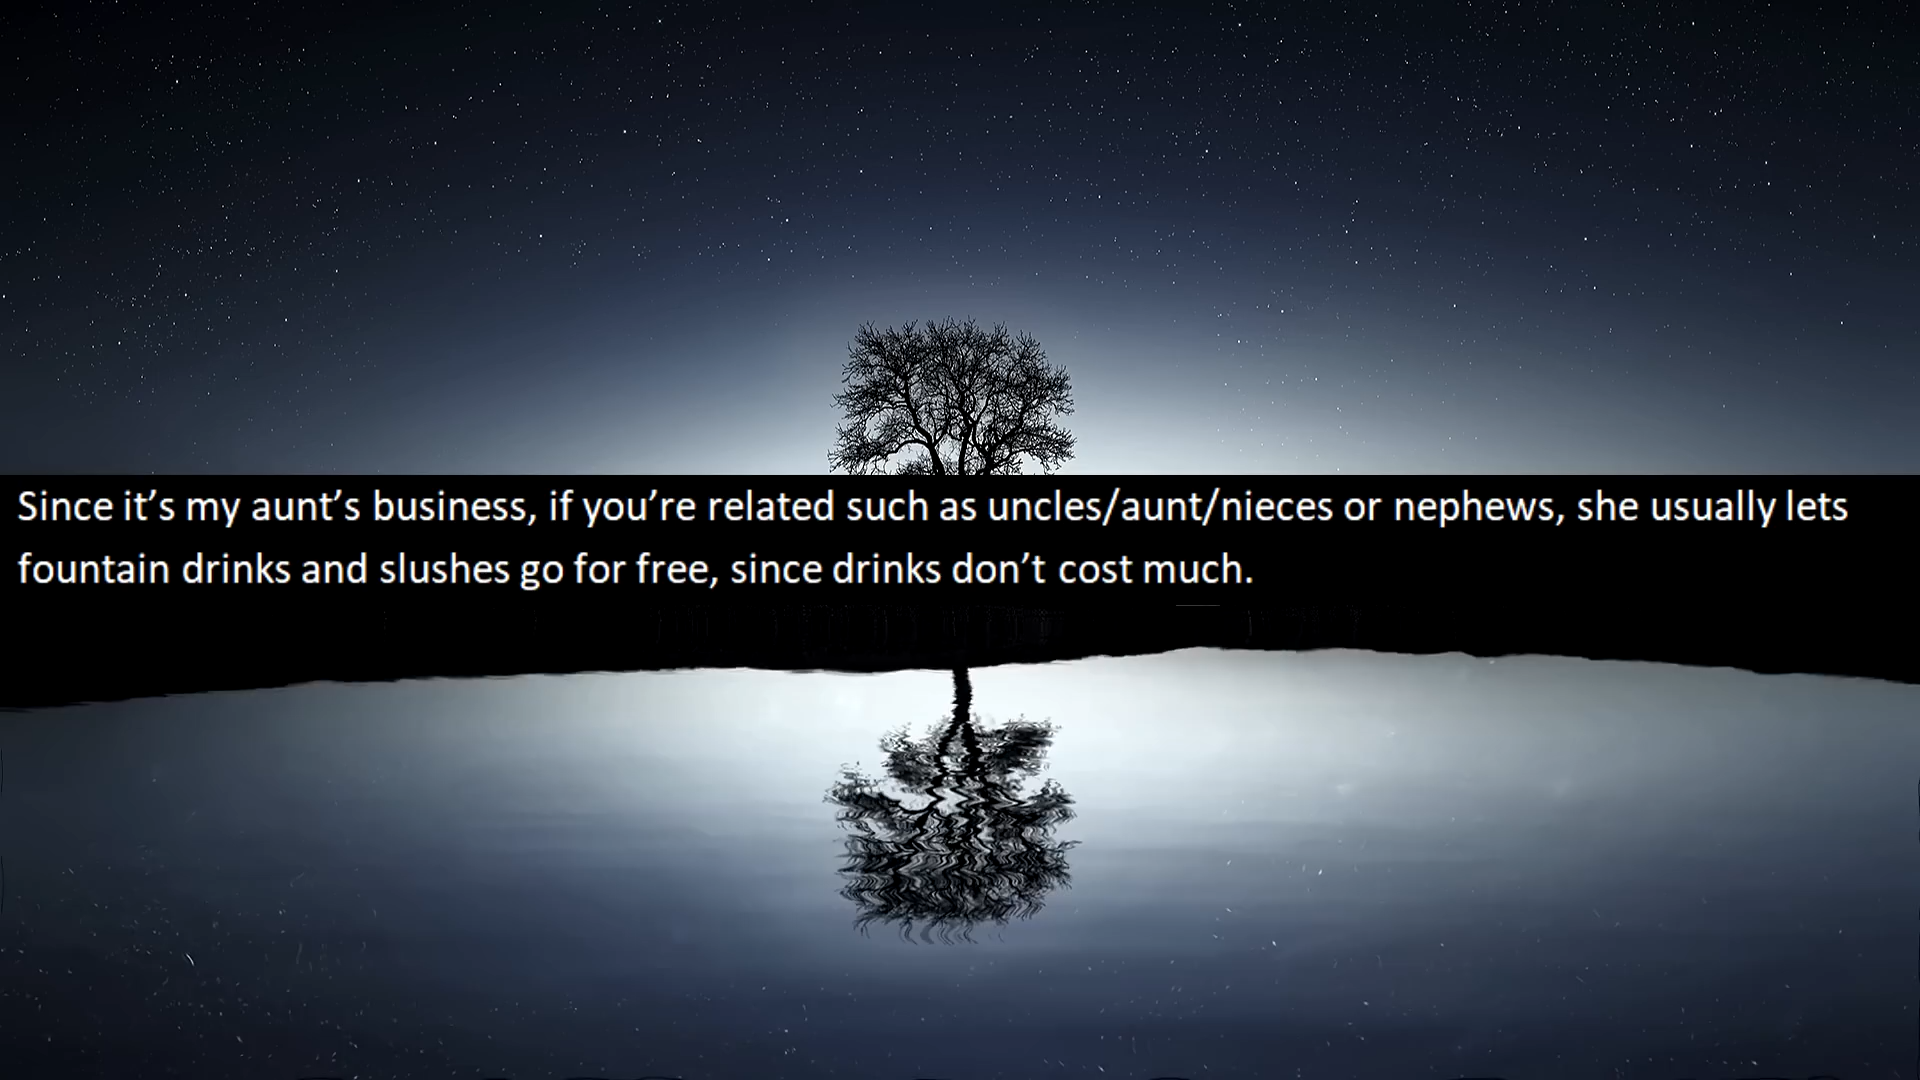 Since it’s my aunt’s business, if you’re related such as uncles/aunt/nieces or nephews, she usually lets
fountain drinks and slushes go for free, since drinks don’t cost much.